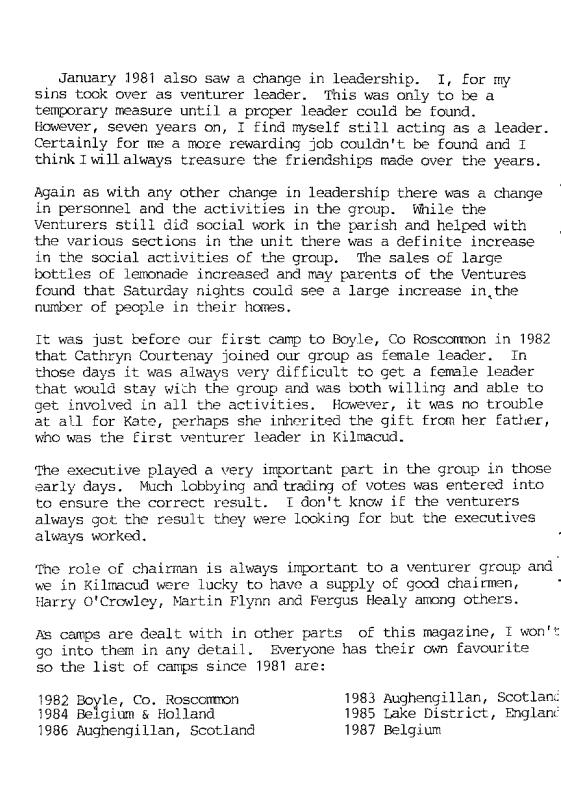 January 1981 also saw a change in leadership. I, for my
sins took over as venturer leader. This was only to be a
temporary measure until a proper leader could be found.
However, seven years on, I find myself still acting as a leader.
Certainly for me a more rewarding job couldn't be found and I
think I will always treasure the friendships made over the years.

Again as with any other change in leadership there was a change
in personnel and the activities in the group. While the
Venturers still did social work in the parish and helped with
the various sections in the unit there was a definite increase
in the social activities of the group. The sales of large
bottles of lemonade increased and may parents of the Ventures
found that Saturday nights could see a large increase in the
number of people in their homes.

It was just before our first camp to Boyle, Co Roscommon in 1982
that Cathryn Courtenay joined our group as female leader. In
those days it was always very difficult to get a female leader
that would stay with the group and was both willing and able to
get involved in all the activities. However, it was no trouble
at all for Kate, perhaps she inherited the gift from her father,
who was the first venturer leader in Kilmacud.

The executive played a very important part in the group in those
early days. Much lobbying and trading of votes was entered into
to ensure the correct result. I don't know if the venturers
always got the result they were looking for but the executives
always worked.

The role of chairman is always important to a venturer group and
we in Kilmacud were lucky to have a supply of good chairmen,
Harry O'Crowley, Martin Flynn and Fergus Healy among others.

As camps are dealt with in other parts of this magazine, I won't
go into them in any detail. Everyone has their own favourite
so the list of camps since 1981 are:

1982 Boyle, Co. Roscommon 1983 Aughengillan, Scotland
1984 Belgium & Holland 1985 Lake District, England
1986 Aughengillan, Scotland 1987 Belgium